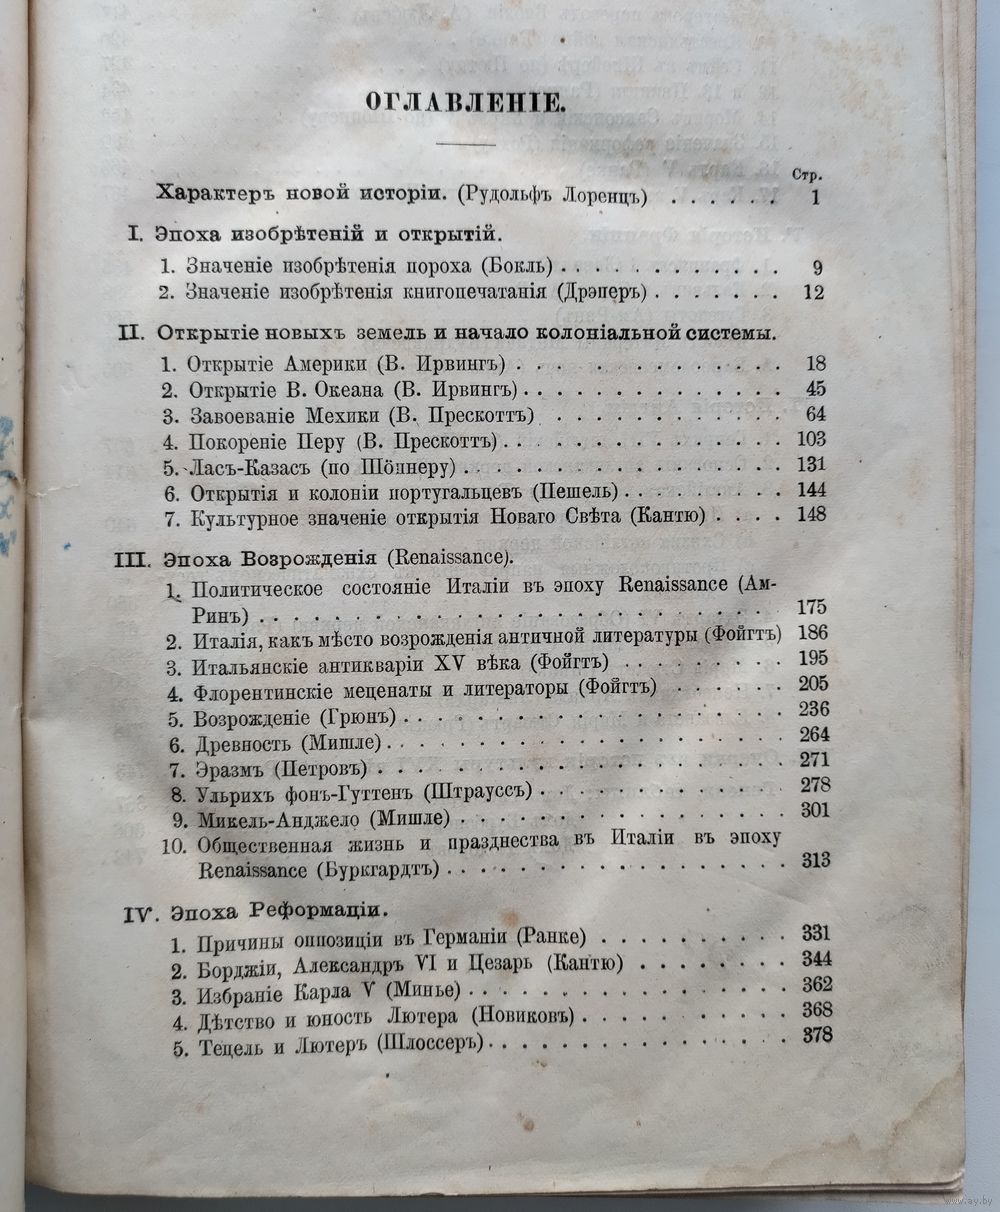 ОГЛАВЛЕНІЕ.
Стр.
Характеръ новой исторіи. (Рудольфъ Лоренцъ) . . . . . . 1
I. Эпоха изобрѣтеній и открытій.
1. Значеніе изобрѣтенія пороха (Бокль) . . . . . . . . . . 9
2. Значеніе изобрѣтенія книгопечатанія (Дрэперъ) . . . . . . . 12
II. Открытіе новыхъ земель и начало колоніальной системы.
1. Открытіе Америки (В. Ирвингъ) . . . . . . . . . . . . 18
2. Открытіе В. Океана (В. Ирвингъ) . . . . . . . . . . . . 45
3. Завоеваніе Мехики (В. Прескоттъ) . . . . . . . . . . . 64
4. Покореніе Перу (В. Прескоттъ) . . . . . . . . . . . . . 103
5. Ласъ-Казасъ (по Шöппнеру) . . . . . . . . . . . . . . 131
6. Открытія и колоніи португальцевъ (Пешель) . . . . . . . . 144
7. Культурное значеніе открытія Новаго Свѣта (Кантю) . . . . 148
III. Эпоха Возрожденія (Renaissance).
1. Политическое состояніе Италіи въ эпоху Renaissance (Ам-
Ринъ) . . . . . . . . . . . . . . . . . . . . . . . 175
2. Италія, какъ мѣсто возрожденія античной литературы (Фойгтъ) 186
3. Итальянскіе антикваріи XV вѣка (Фойгтъ) . . . . . . . . 195
4. Флорентинскіе меценаты и литераторы (Фойгтъ) . . . . . . 205
5. Возрожденіе (Грюнъ) . . . . . . . . . . . . . . . . . 236
6. Древность (Мишле) . . . . . . . . . . . . . . . . . . 264
7. Эразмъ (Петровъ) . . . . . . . . . . . . . . . . . . 271
8. Ульрихъ фонъ-Гуттенъ (Штрауссъ) . . . . . . . . . . . 278
9. Микель-Анджело (Мишле) . . . . . . . . . . . . . . . 301
10. Общественная жизнь и празднества въ Италіи въ эпоху
Renaissance (Буркгардтъ) . . . . . . . . . . . . . . . 313
IV. Эпоха Реформаціи.
1. Причины оппозиціи въ Германіи (Ранке) . . . . . . . . . 331
2. Борджіи, Александръ VI и Цезарь (Кантю) . . . . . . . . 344
3. Избраніе Карла V (Минье) . . . . . . . . . . . . . . . 362
4. Дѣтство и юность Лютера (Новиковъ) . . . . . . . . . . 368
5. Тецель и Лютеръ (Шлоссеръ) . . . . . . . . . . . . . . 378
www.ay.by